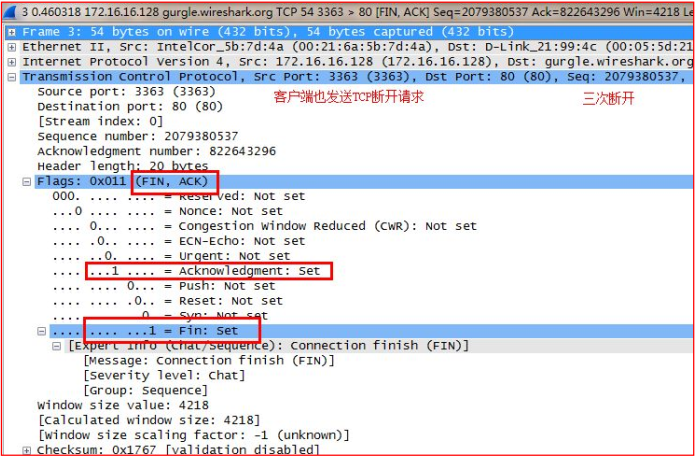 3 0.460318 172.16.16.128 gurgle.wireshark.org TCP 54 3363 > 80 [FIN, ACK] Seq=2079380537 Ack=822643296 Win=4218 Le
Frame 3: 54 bytes on wire (432 bits), 54 bytes captured (432 bits)
Ethernet II, Src: IntelCor_5b:7d:4a (00:21:6a:5b:7d:4a), Dst: D-Link_21:99:4c (00:05:5d:21
Internet Protocol Version 4, Src: 172.16.16.128 (172.16.16.128), Dst: gurgle.wireshark.org
Transmission Control Protocol, Src Port: 3363 (3363), Dst Port: 80 (80), Seq: 2079380537,
Source port: 3363 (3363) 客户端也发送TCP断开请求 三次断开
Destination port: 80 (80)
[Stream index: 0]
Sequence number: 2079380537
Acknowledgment number: 822643296
Header length: 20 bytes
Flags: 0x011 (FIN, ACK)
000. .... .... = Reserved: Not set
...0 .... .... = Nonce: Not set
.... 0... .... = Congestion Window Reduced (CWR): Not set
.... .0.. .... = ECN-Echo: Not set
.... ..0. .... = Urgent: Not set
.... ...1 .... = Acknowledgment: Set
.... .... 0... = Push: Not set
.... .... .0.. = Reset: Not set
.... .... ..0. = Syn: Not set
.... .... ...1 = Fin: Set
[Expert Info (Chat/Sequence): Connection finish (FIN)]
[Message: Connection finish (FIN)]
[Severity level: Chat]
[Group: Sequence]
Window size value: 4218
[Calculated window size: 4218]
[Window size scaling factor: -1 (unknown)]
Checksum: 0x1767 [validation disabled]